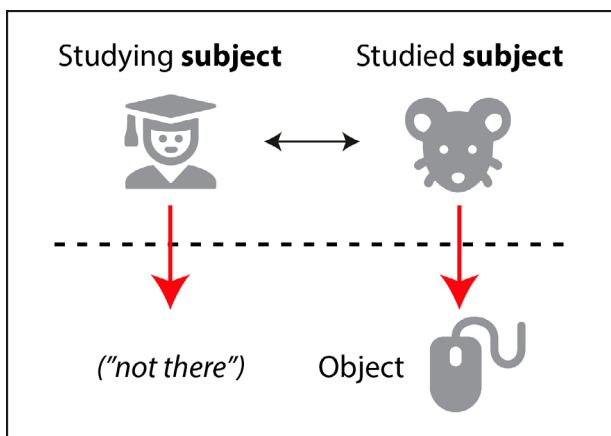 Studying subject
Studied subject
(”not there”)
Object